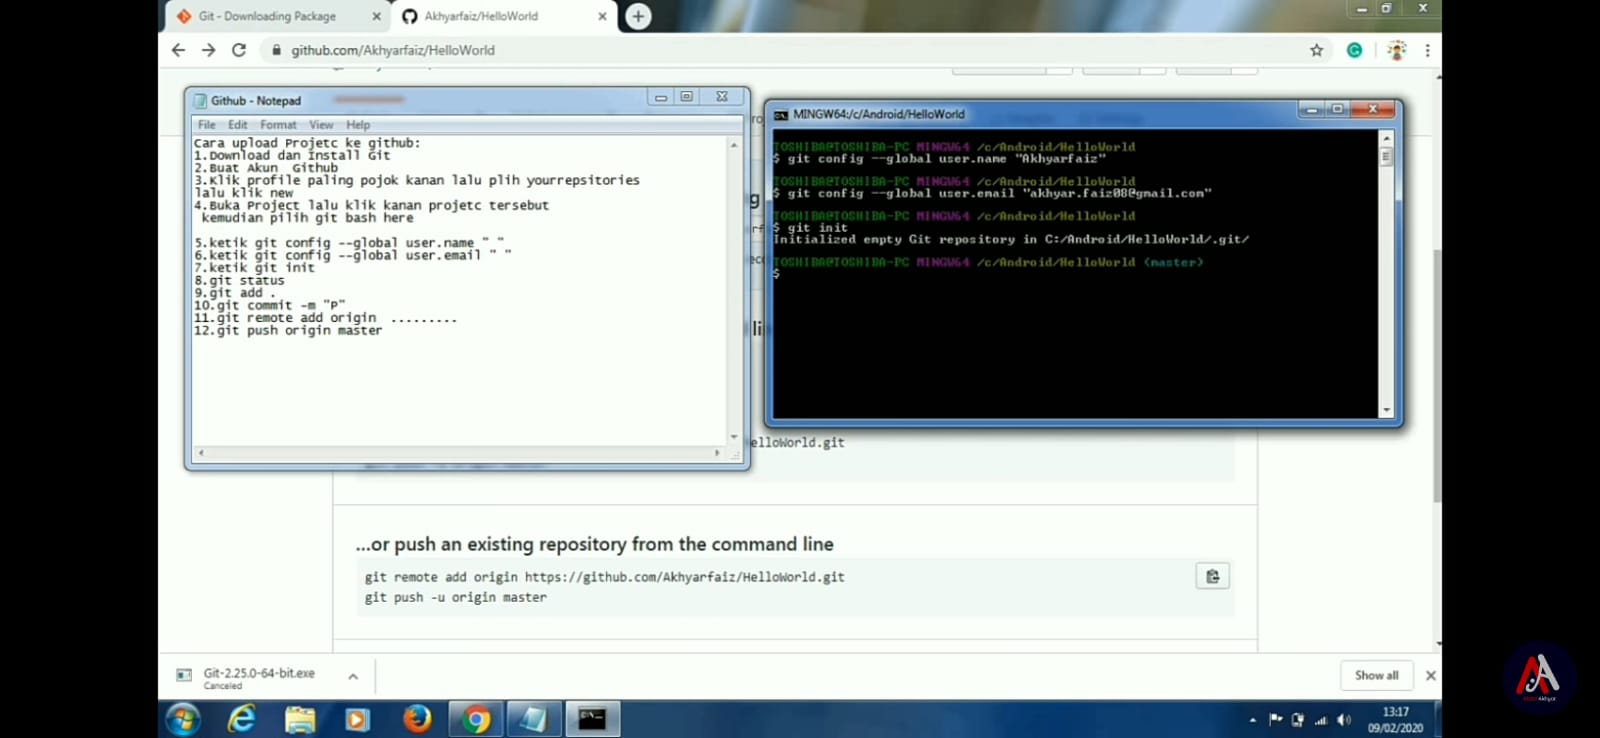 Git - Downloading Package
Akhyarfaiz/HelloWorld
github.com/Akhyarfaiz/HelloWorld
Github - Notepad
File Edit Format View Help
Cara upload Projetc ke github:
1.Download dan Install Git
2.Buat Akun  Github
3.Klik profile paling pojok kanan lalu plih yourrepsitories
lalu klik new
4.Buka Project lalu klik kanan projetc tersebut
kemudian pilih git bash here
5.ketik git config --global user.name " "
6.ketik git config --global user.email " "
7.ketik git init
8.git status
9.git add .
10.git commit -m "P"
11.git remote add origin  .........
12.git push origin master
MINGW64:/c/Android/HelloWorld
TOSHIBA@TOSHIBA-PC MINGW64 /c/Android/HelloWorld
$ git config --global user.name "Akhyarfaiz"
TOSHIBA@TOSHIBA-PC MINGW64 /c/Android/HelloWorld
$ git config --global user.email "akhyar.faiz08@gmail.com"
TOSHIBA@TOSHIBA-PC MINGW64 /c/Android/HelloWorld
$ git init
Initialized empty Git repository in C:/Android/HelloWorld/.git/
TOSHIBA@TOSHIBA-PC MINGW64 /c/Android/HelloWorld (master)
$
elloWorld.git
...or push an existing repository from the command line
git remote add origin https://github.com/Akhyarfaiz/HelloWorld.git
git push -u origin master
Git-2.25.0-64-bit.exe
Canceled
Show all
13:17
09/02/2020